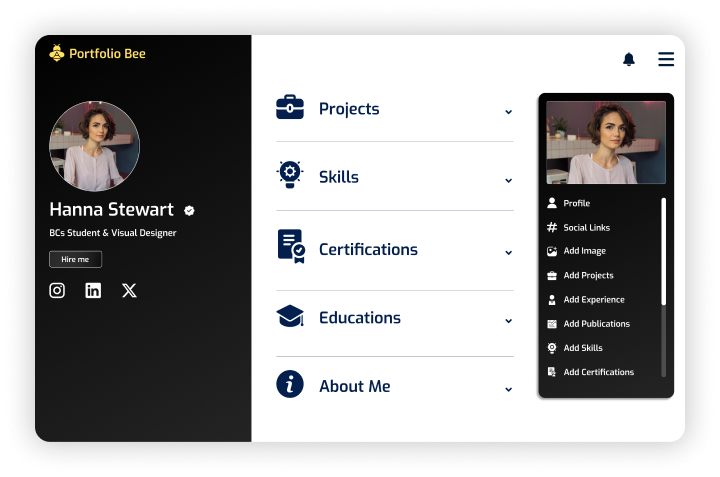 Portfolio Bee
Hanna Stewart
BCs Student & Visual Designer
Hire me
Projects
Skills
Certifications
Educations
About Me
Profile
Social Links
Add Image
Add Projects
Add Experience
Add Publications
Add Skills
Add Certifications